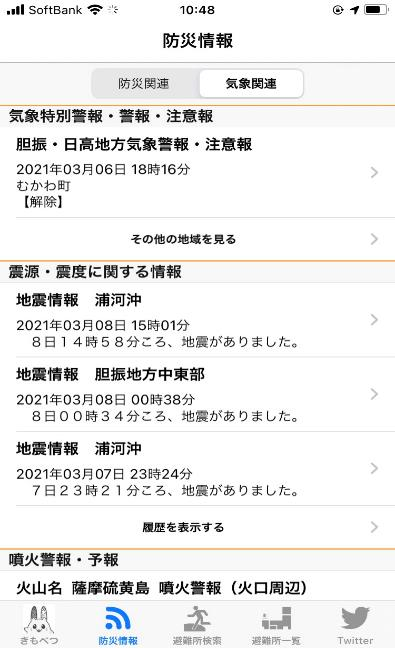 SoftBank 10:48
防災情報
防災関連 気象関連
気象特別警報・警報・注意報
胆振・日高地方気象警報・注意報
2021年03月06日 18時16分
むかわ町
【解除】
その他の地域を見る
震源・震度に関する情報
地震情報　浦河沖
2021年03月08日 15時01分
　８日１４時５８分ころ、地震がありました。
地震情報　胆振地方中東部
2021年03月08日 00時38分
　８日００時３４分ころ、地震がありました。
地震情報　浦河沖
2021年03月07日 23時24分
　７日２３時２１分ころ、地震がありました。
履歴を表示する
噴火警報・予報
火山名 薩摩硫黄島 噴火警報（火口周辺）
きもべつ 防災情報 避難所検索 避難所一覧 Twitter